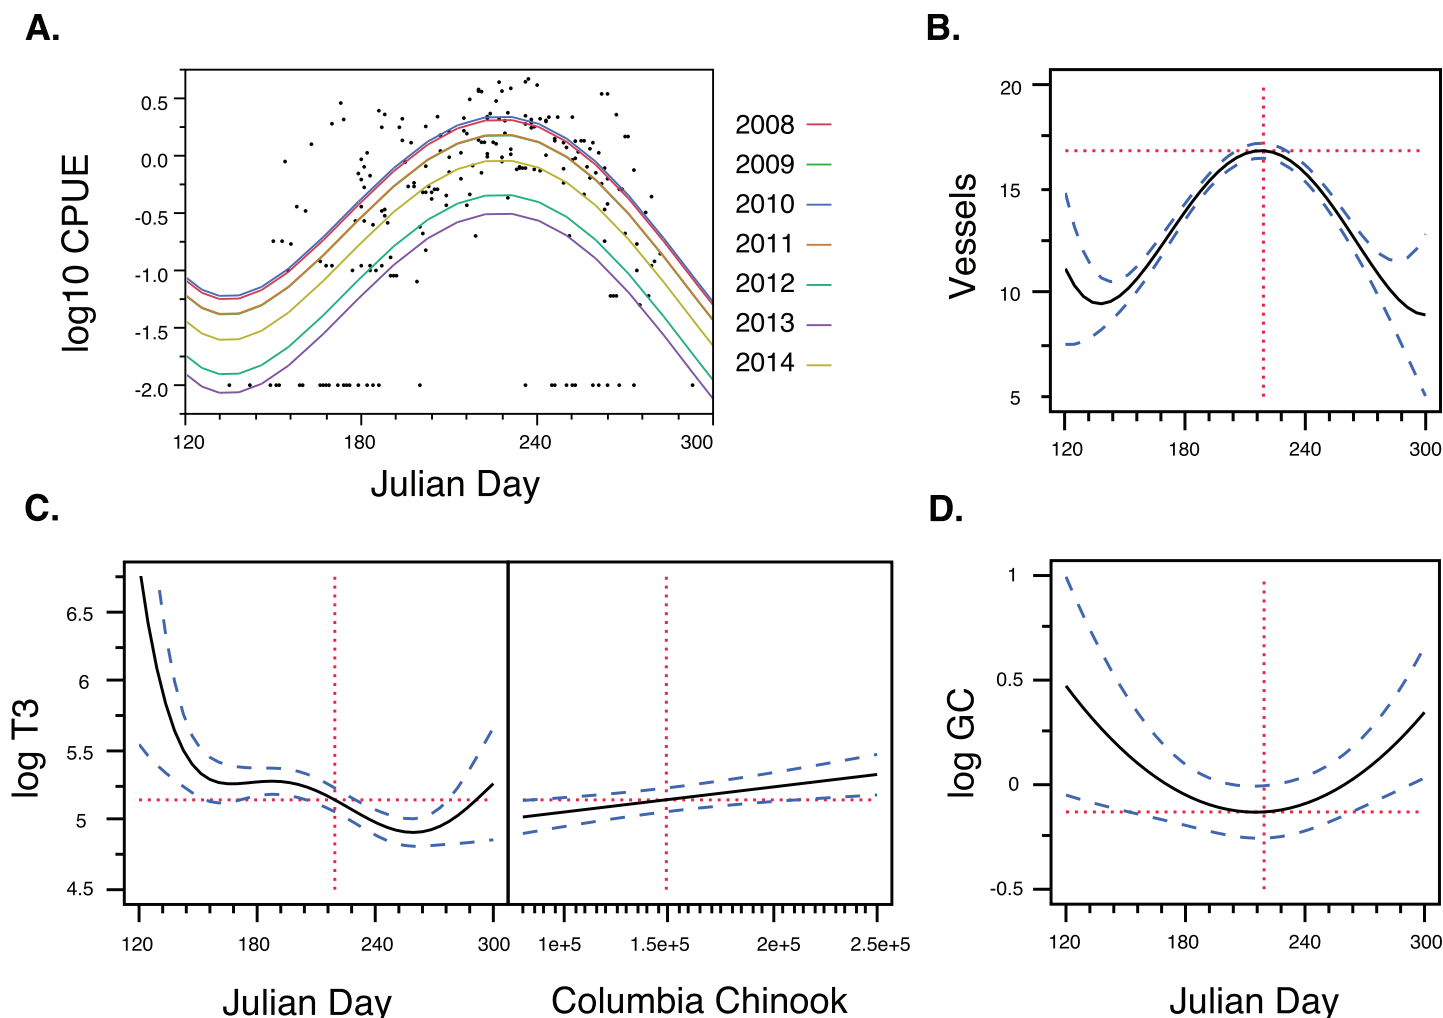 A.
log10 CPUE
0.5
0.0
-0.5
-1.0
-1.5
-2.0
120 180 240 300
Julian Day
2008
2009
2010
2011
2012
2013
2014
B.
Vessels
20
15
10
5
120 180 240 300
C.
log T3
6.5
6
5.5
5
4.5
120 180 240 300
Julian Day
1e+5 1.5e+5 2e+5 2.5e+5
Columbia Chinook
D.
log GC
1
0.5
0
-0.5
120 180 240 300
Julian Day